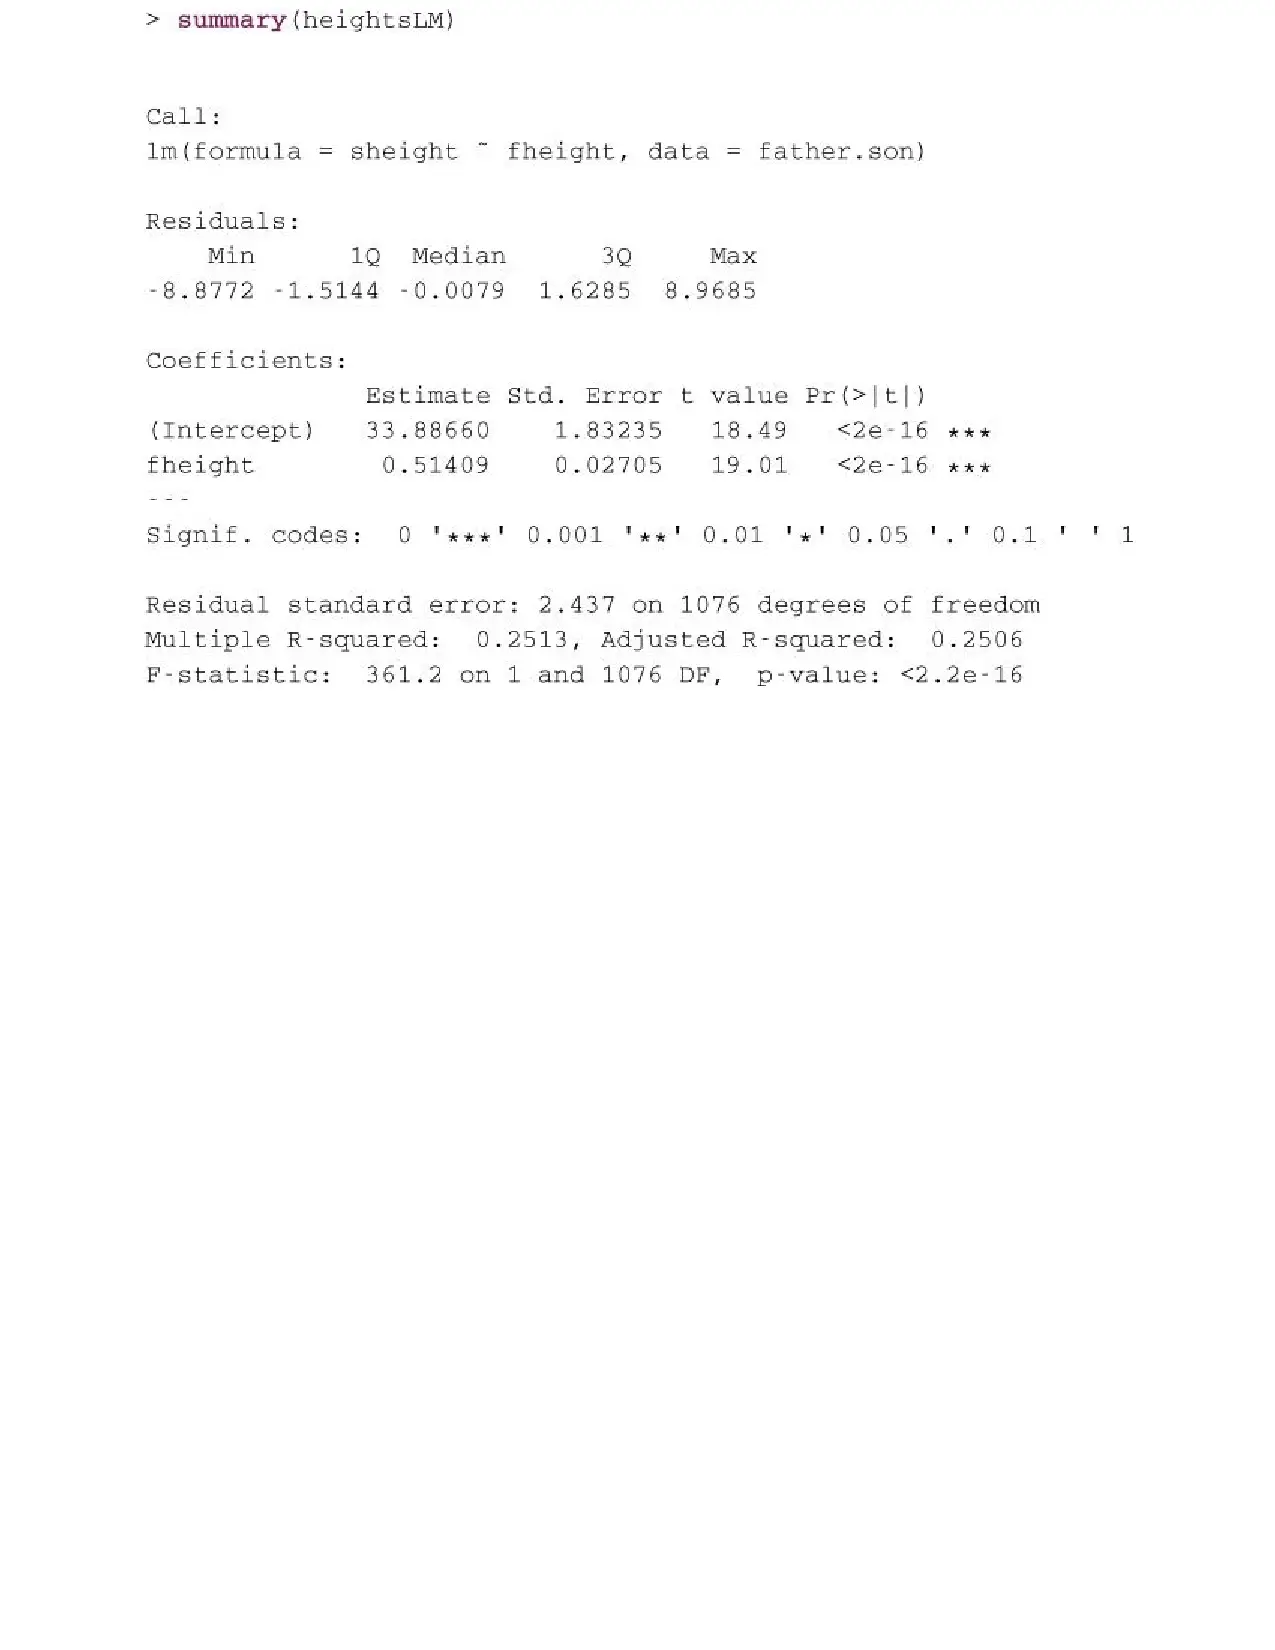 > summary(heightsLM)
Call:
lm(formula = sheight ~ fheight, data = father.son)
Residuals:
Min 1Q Median 3Q Max
-8.8772 -1.5144 -0.0079 1.6285 8.9685
Coefficients:
Estimate Std. Error t value Pr(>|t|)
(Intercept) 33.88660 1.83235 18.49 <2e-16 ***
fheight 0.51409 0.02705 19.01 <2e-16 ***
---
Signif. codes: 0 '***' 0.001 '**' 0.01 '*' 0.05 '.' 0.1 ' ' 1
Residual standard error: 2.437 on 1076 degrees of freedom
Multiple R-squared: 0.2513, Adjusted R-squared: 0.2506
F-statistic: 361.2 on 1 and 1076 DF, p-value: <2.2e-16